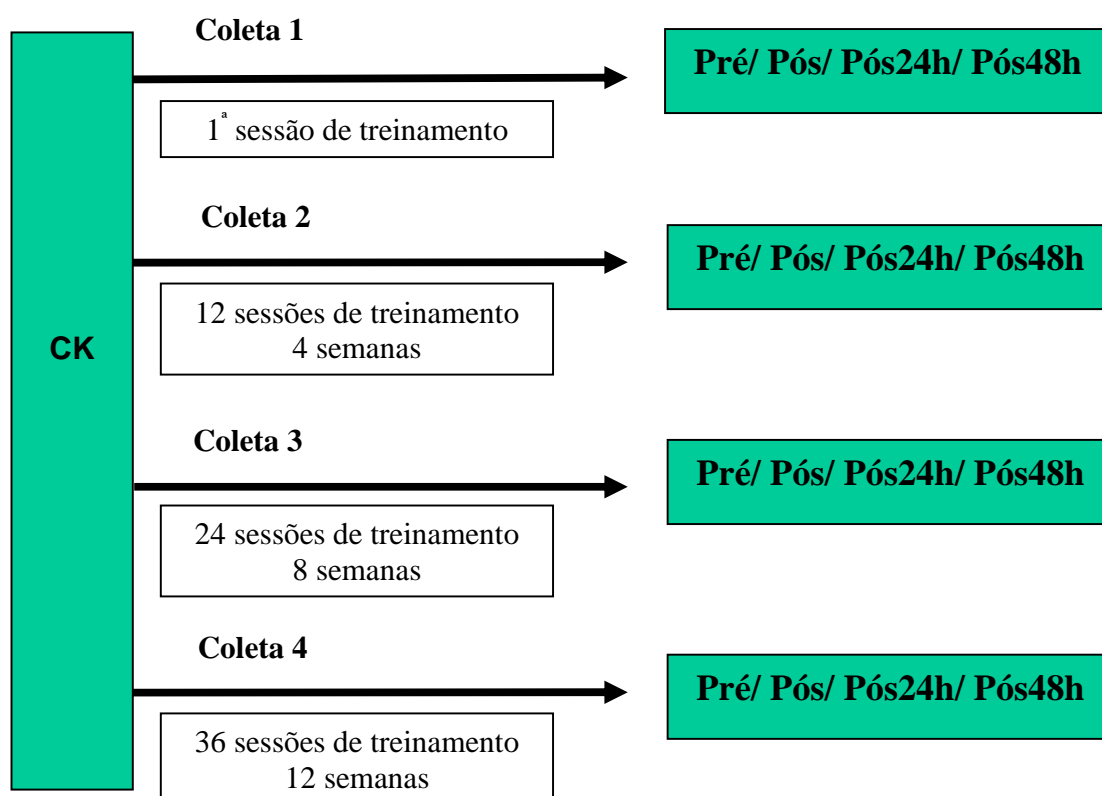 Coleta 1
Pré/ Pós/ Pós24h/ Pós48h
1ª sessão de treinamento
Coleta 2
Pré/ Pós/ Pós24h/ Pós48h
12 sessões de treinamento
4 semanas
CK
Coleta 3
Pré/ Pós/ Pós24h/ Pós48h
24 sessões de treinamento
8 semanas
Coleta 4
Pré/ Pós/ Pós24h/ Pós48h
36 sessões de treinamento
12 semanas